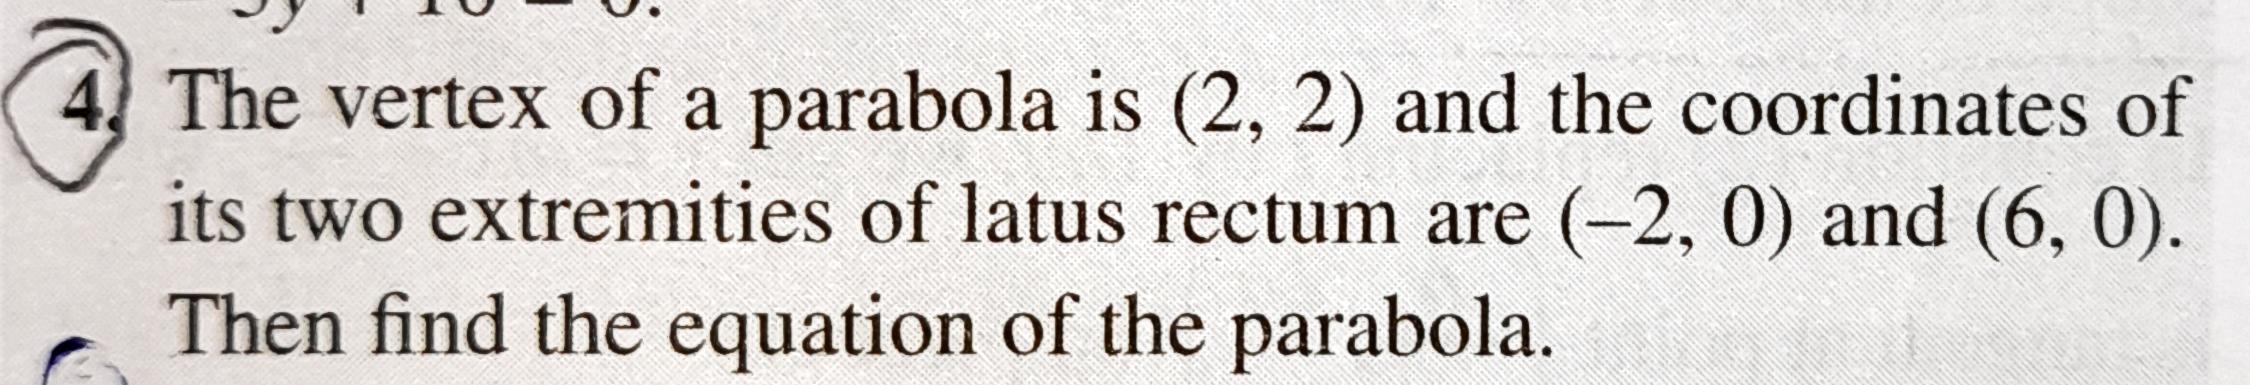 4. The vertex of a parabola is (2, 2) and the coordinates of
its two extremities of latus rectum are (–2, 0) and (6, 0).
Then find the equation of the parabola.